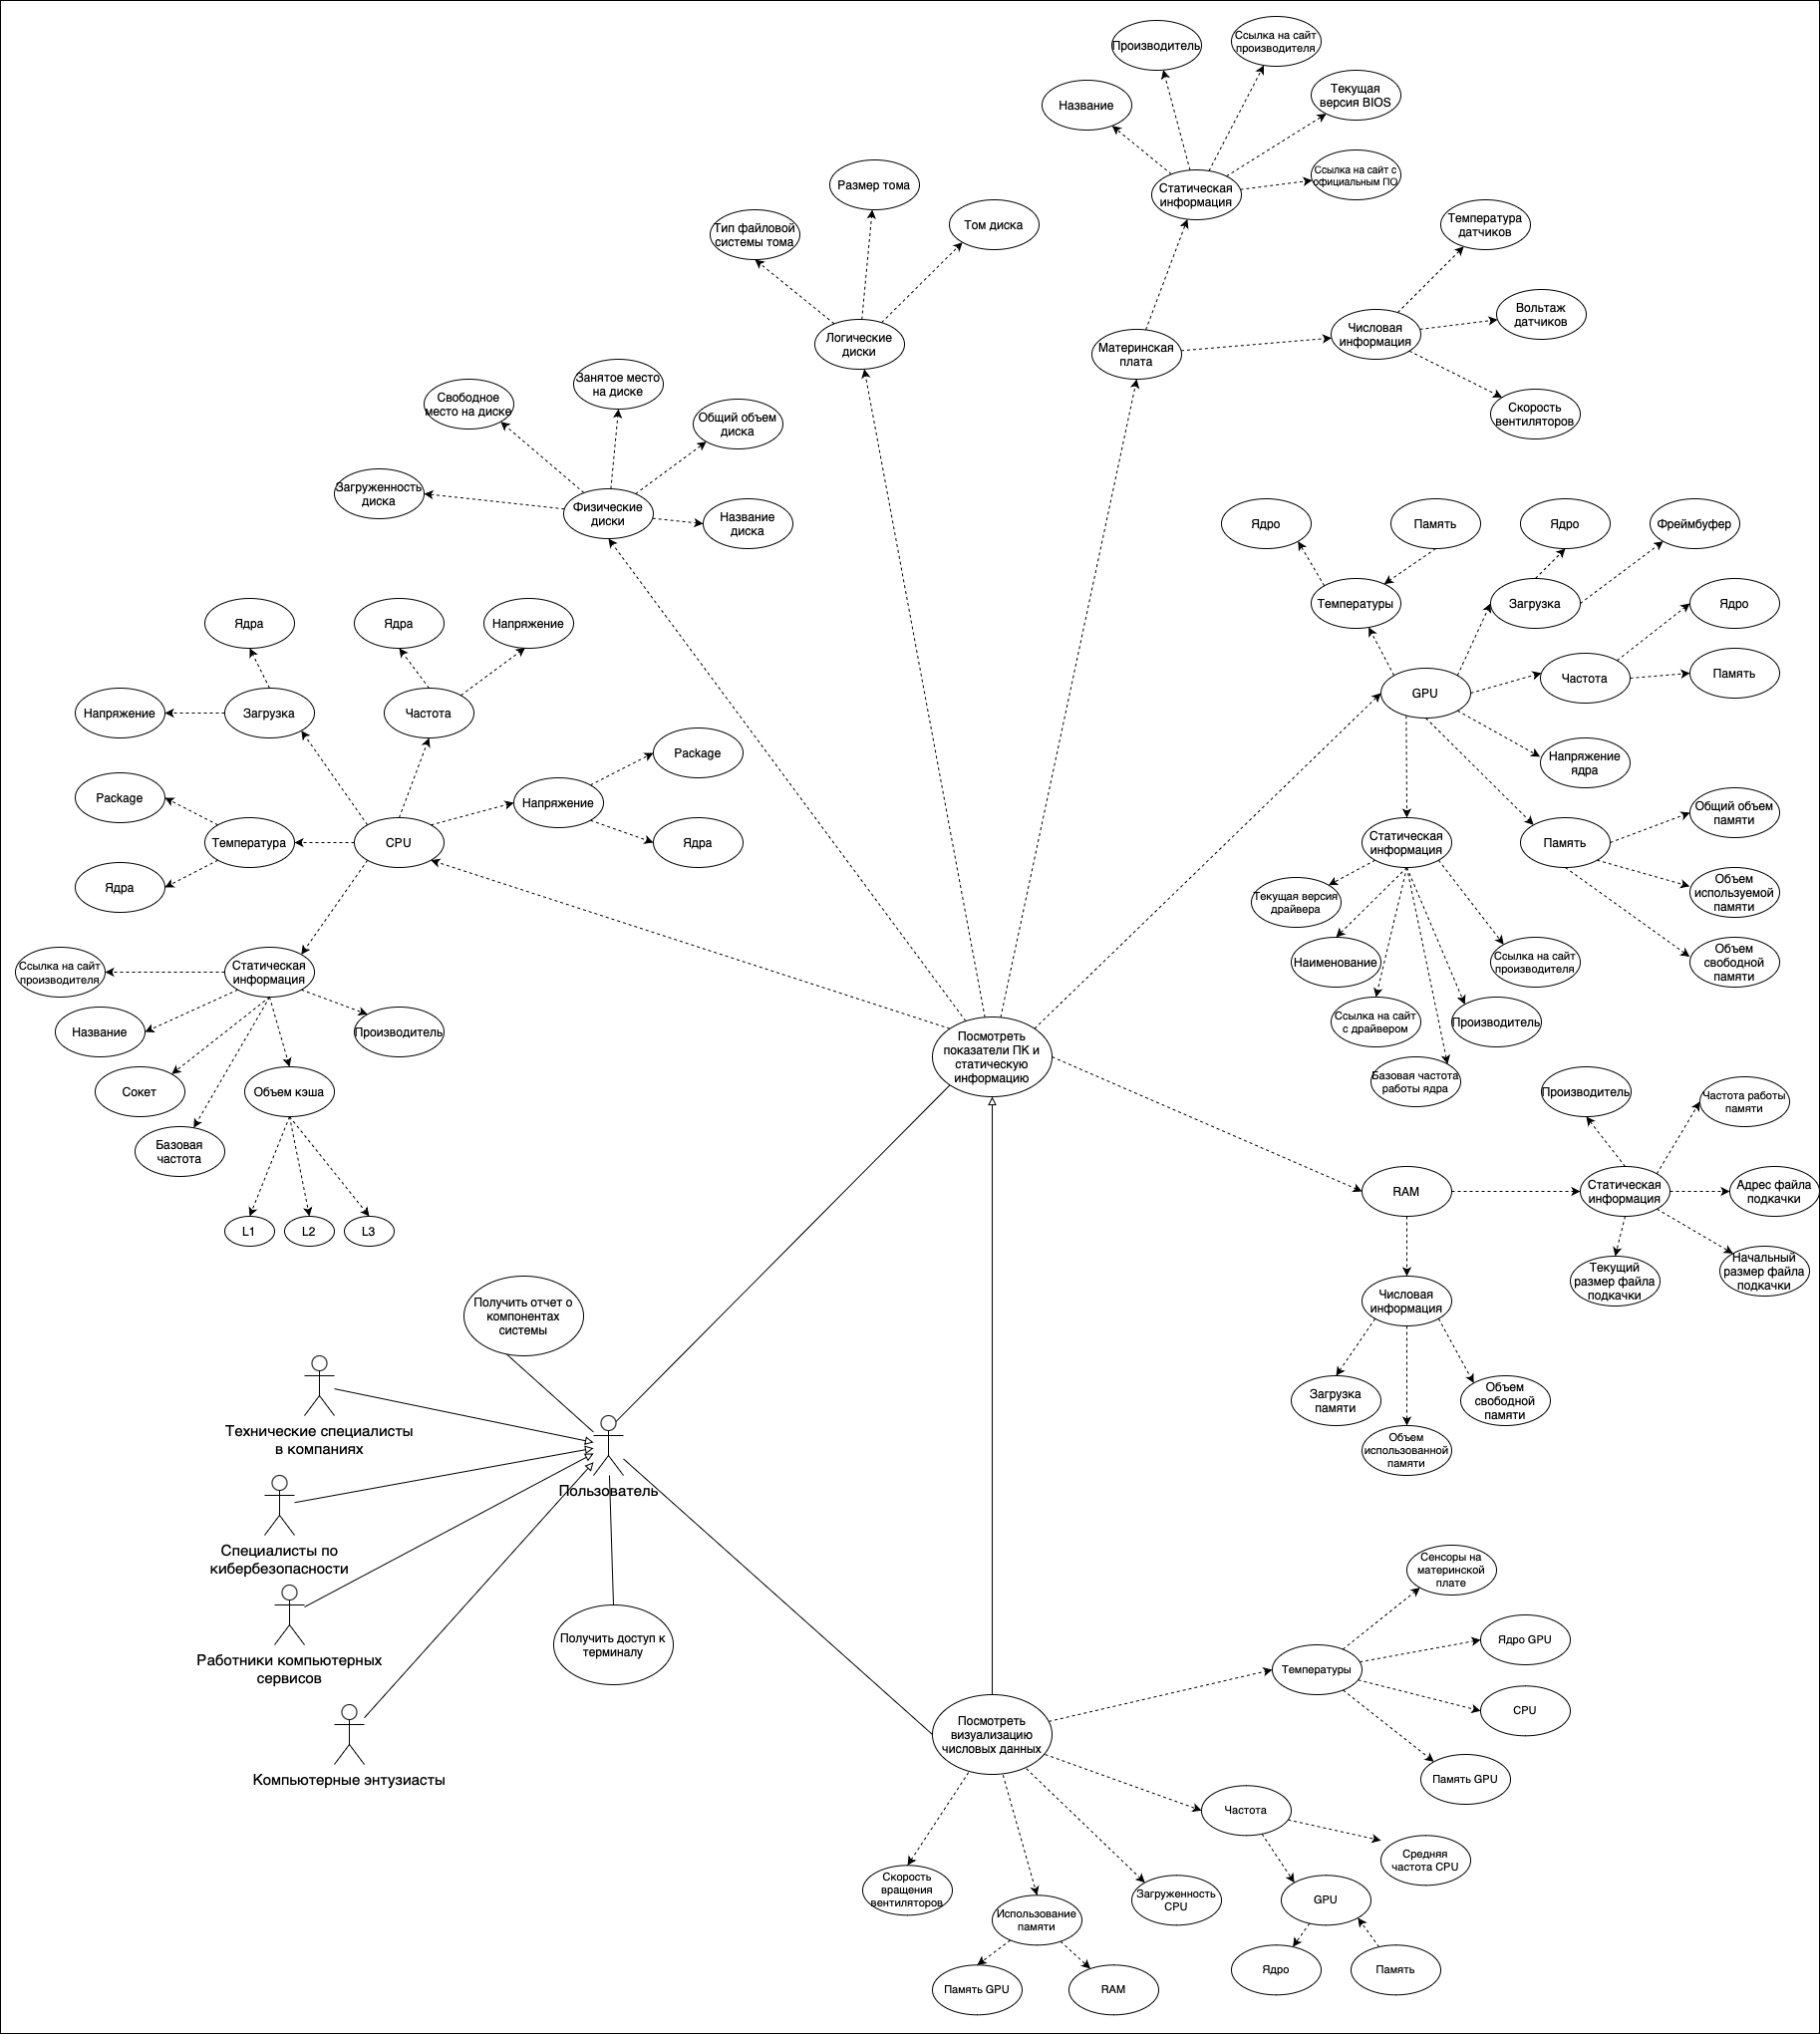 Производитель
Ссылка на сайт
производителя
Название
Текущая
версия BIOS
Статическая
информация
Ссылка на сайт с
официальным ПО
Размер тома
Тип файловой
системы тома
Том диска
Температура
датчиков
Логические
диски
Материнская
плата
Числовая
информация
Вольтаж
датчиков
Скорость
вентиляторов
Свободное
место на диске
Занятое место
на диске
Общий объем
диска
Загруженность
диска
Физические
диски
Название
диска
Ядро
Память
Ядро
Фреймбуфер
Температуры
Загрузка
Ядро
GPU
Частота
Память
Напряжение
ядра
Ядра
Ядра
Напряжение
Напряжение
Загрузка
Частота
Package
Package
Напряжение
Температура
CPU
Ядра
Ядра
Статическая
информация
Память
Общий объем
памяти
Объем
используемой
памяти
Объем
свободной
памяти
Текущая версия
драйвера
Наименование
Ссылка на сайт
производителя
Ссылка на сайт
с драйвером
Производитель
Базовая частота
работы ядра
Ссылка на сайт
производителя
Статическая
информация
Название
Производитель
Сокет
Объем кэша
Базовая
частота
L1
L2
L3
Посмотреть
показатели ПК и
статическую
информацию
Производитель
Частота работы
памяти
RAM
Статическая
информация
Адрес файла
подкачки
Текущий
размер файла
подкачки
Начальный
размер файла
подкачки
Числовая
информация
Загрузка
памяти
Объем
использованной
памяти
Объем
свободной
памяти
Получить отчет о
компонентах
системы
Технические специалисты
в компаниях
Пользователь
Специалисты по
кибербезопасности
Работники компьютерных
сервисов
Получить доступ к
терминалу
Компьютерные энтузиасты
Посмотреть
визуализацию
числовых данных
Сенсоры на
материнской
плате
Температуры
Ядро GPU
CPU
Память GPU
Частота
Средняя
частота CPU
Скорость
вращения
вентиляторов
Использование
памяти
Загруженность
CPU
GPU
Память GPU
RAM
Ядро
Память